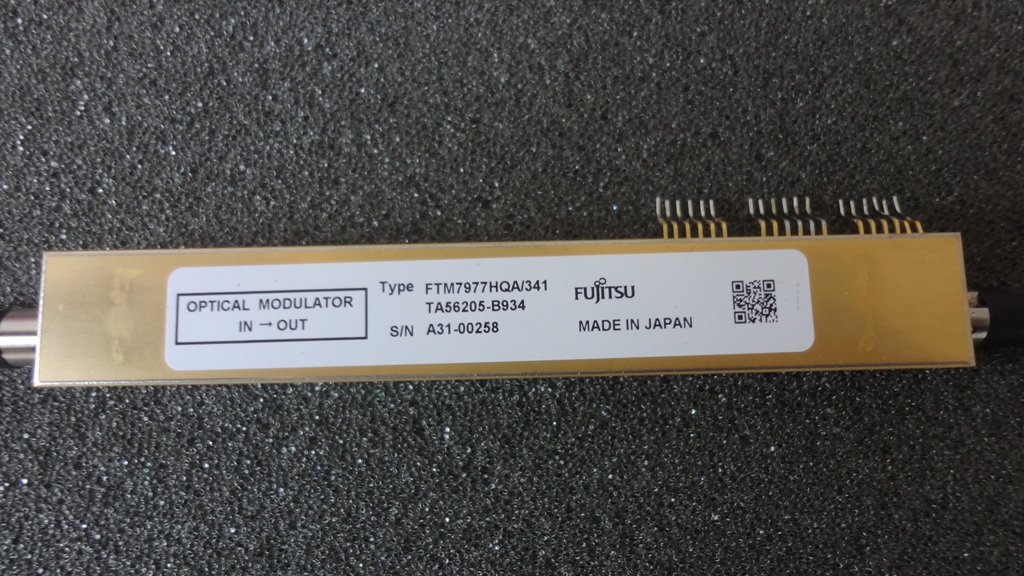 OPTICAL MODULATOR
IN → OUT
Type FTM7977HQA/341
TA56205-B934
S/N A31-00258
FUJITSU
MADE IN JAPAN